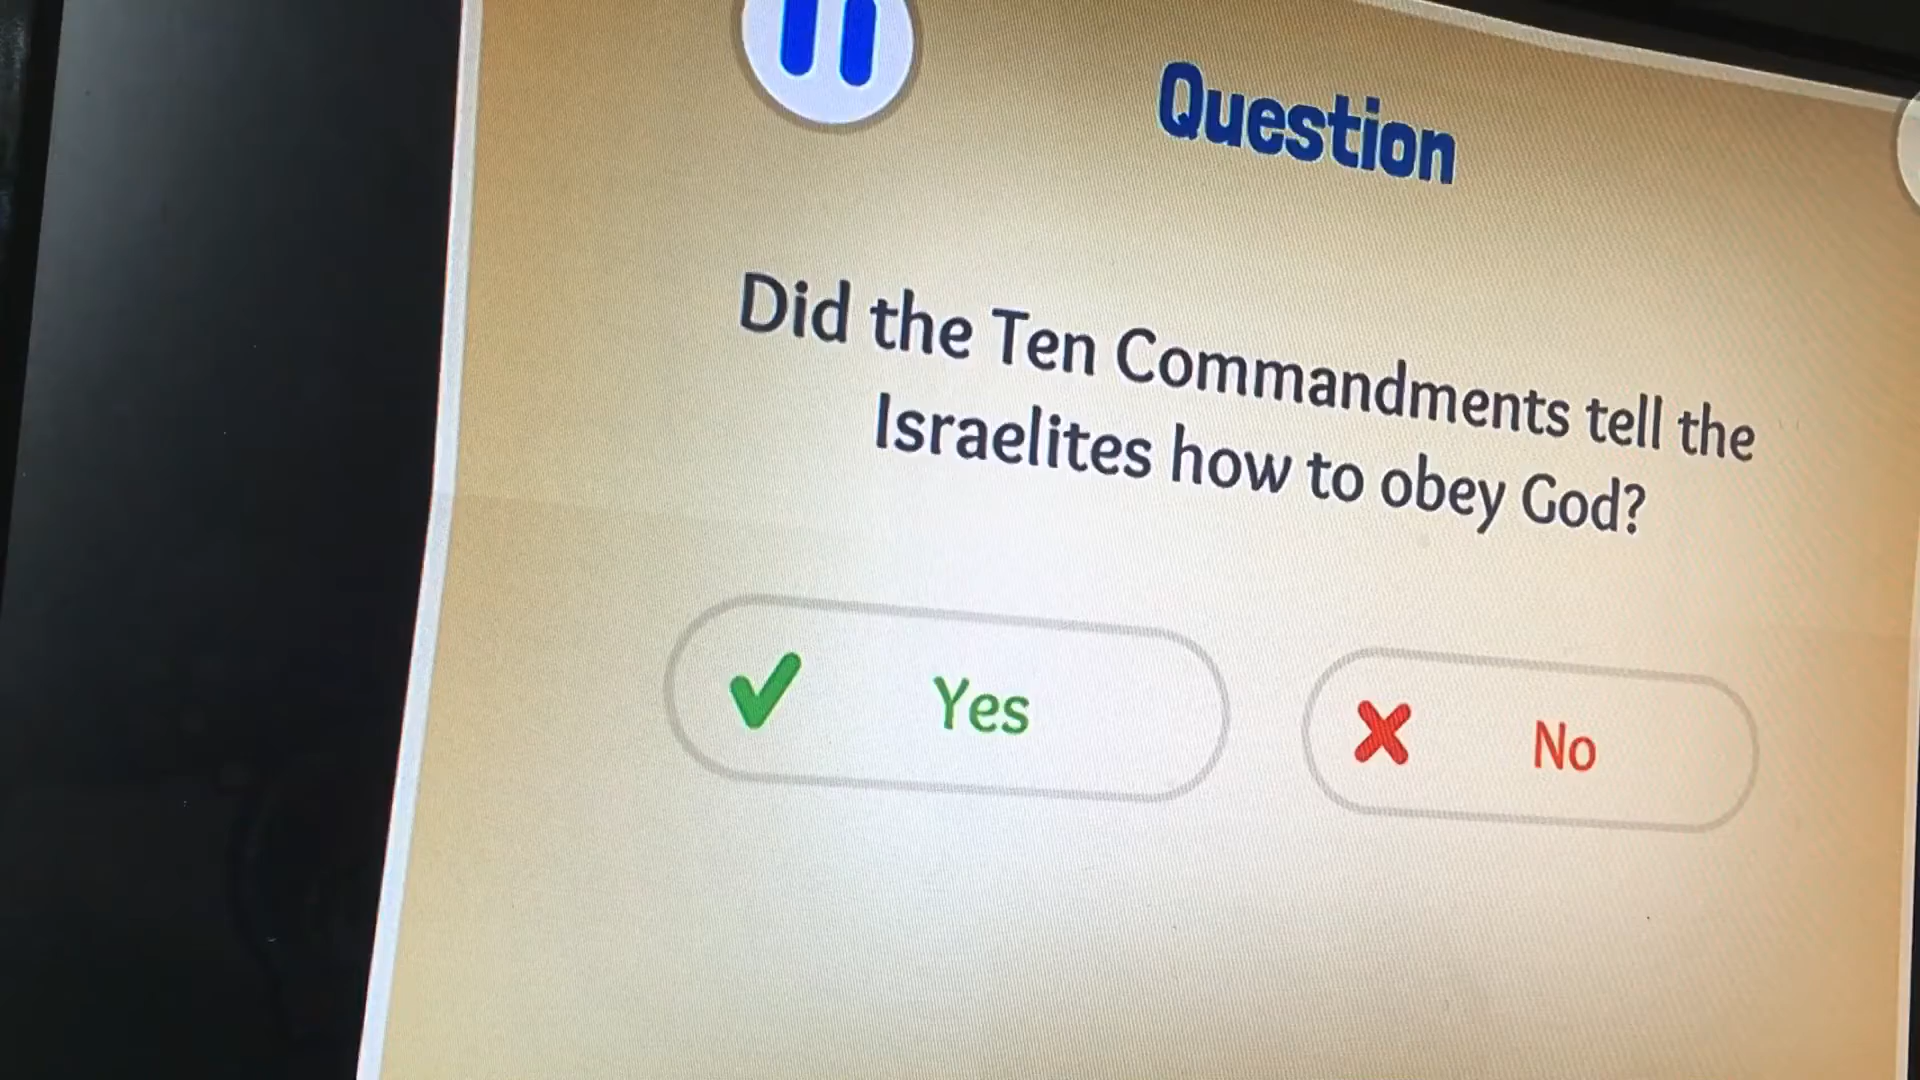 Question
Did the Ten Commandments tell the
Israelites how to obey God?
Yes
No